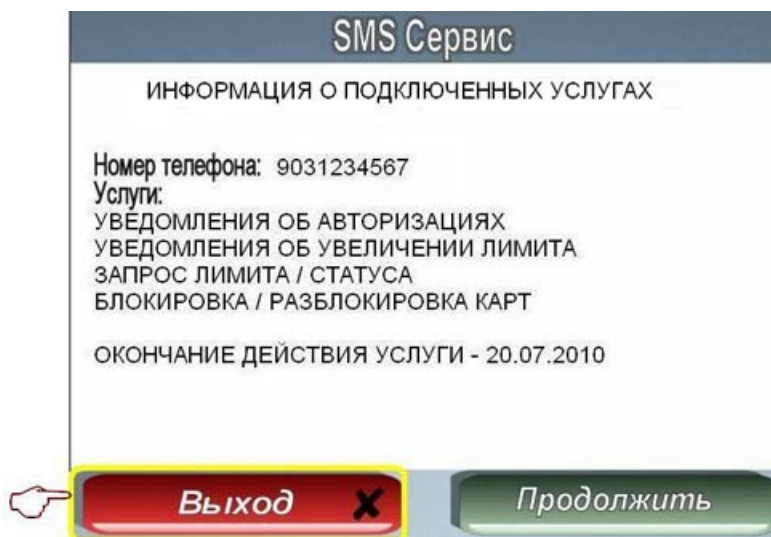 SMS Сервис
ИНФОРМАЦИЯ О ПОДКЛЮЧЕННЫХ УСЛУГАХ
Номер телефона: 9031234567
Услуги:
УВЕДОМЛЕНИЯ ОБ АВТОРИЗАЦИЯХ
УВЕДОМЛЕНИЯ ОБ УВЕЛИЧЕНИИ ЛИМИТА
ЗАПРОС ЛИМИТА / СТАТУСА
БЛОКИРОВКА / РАЗБЛОКИРОВКА КАРТ
ОКОНЧАНИЕ ДЕЙСТВИЯ УСЛУГИ - 20.07.2010
Выход
Продолжить